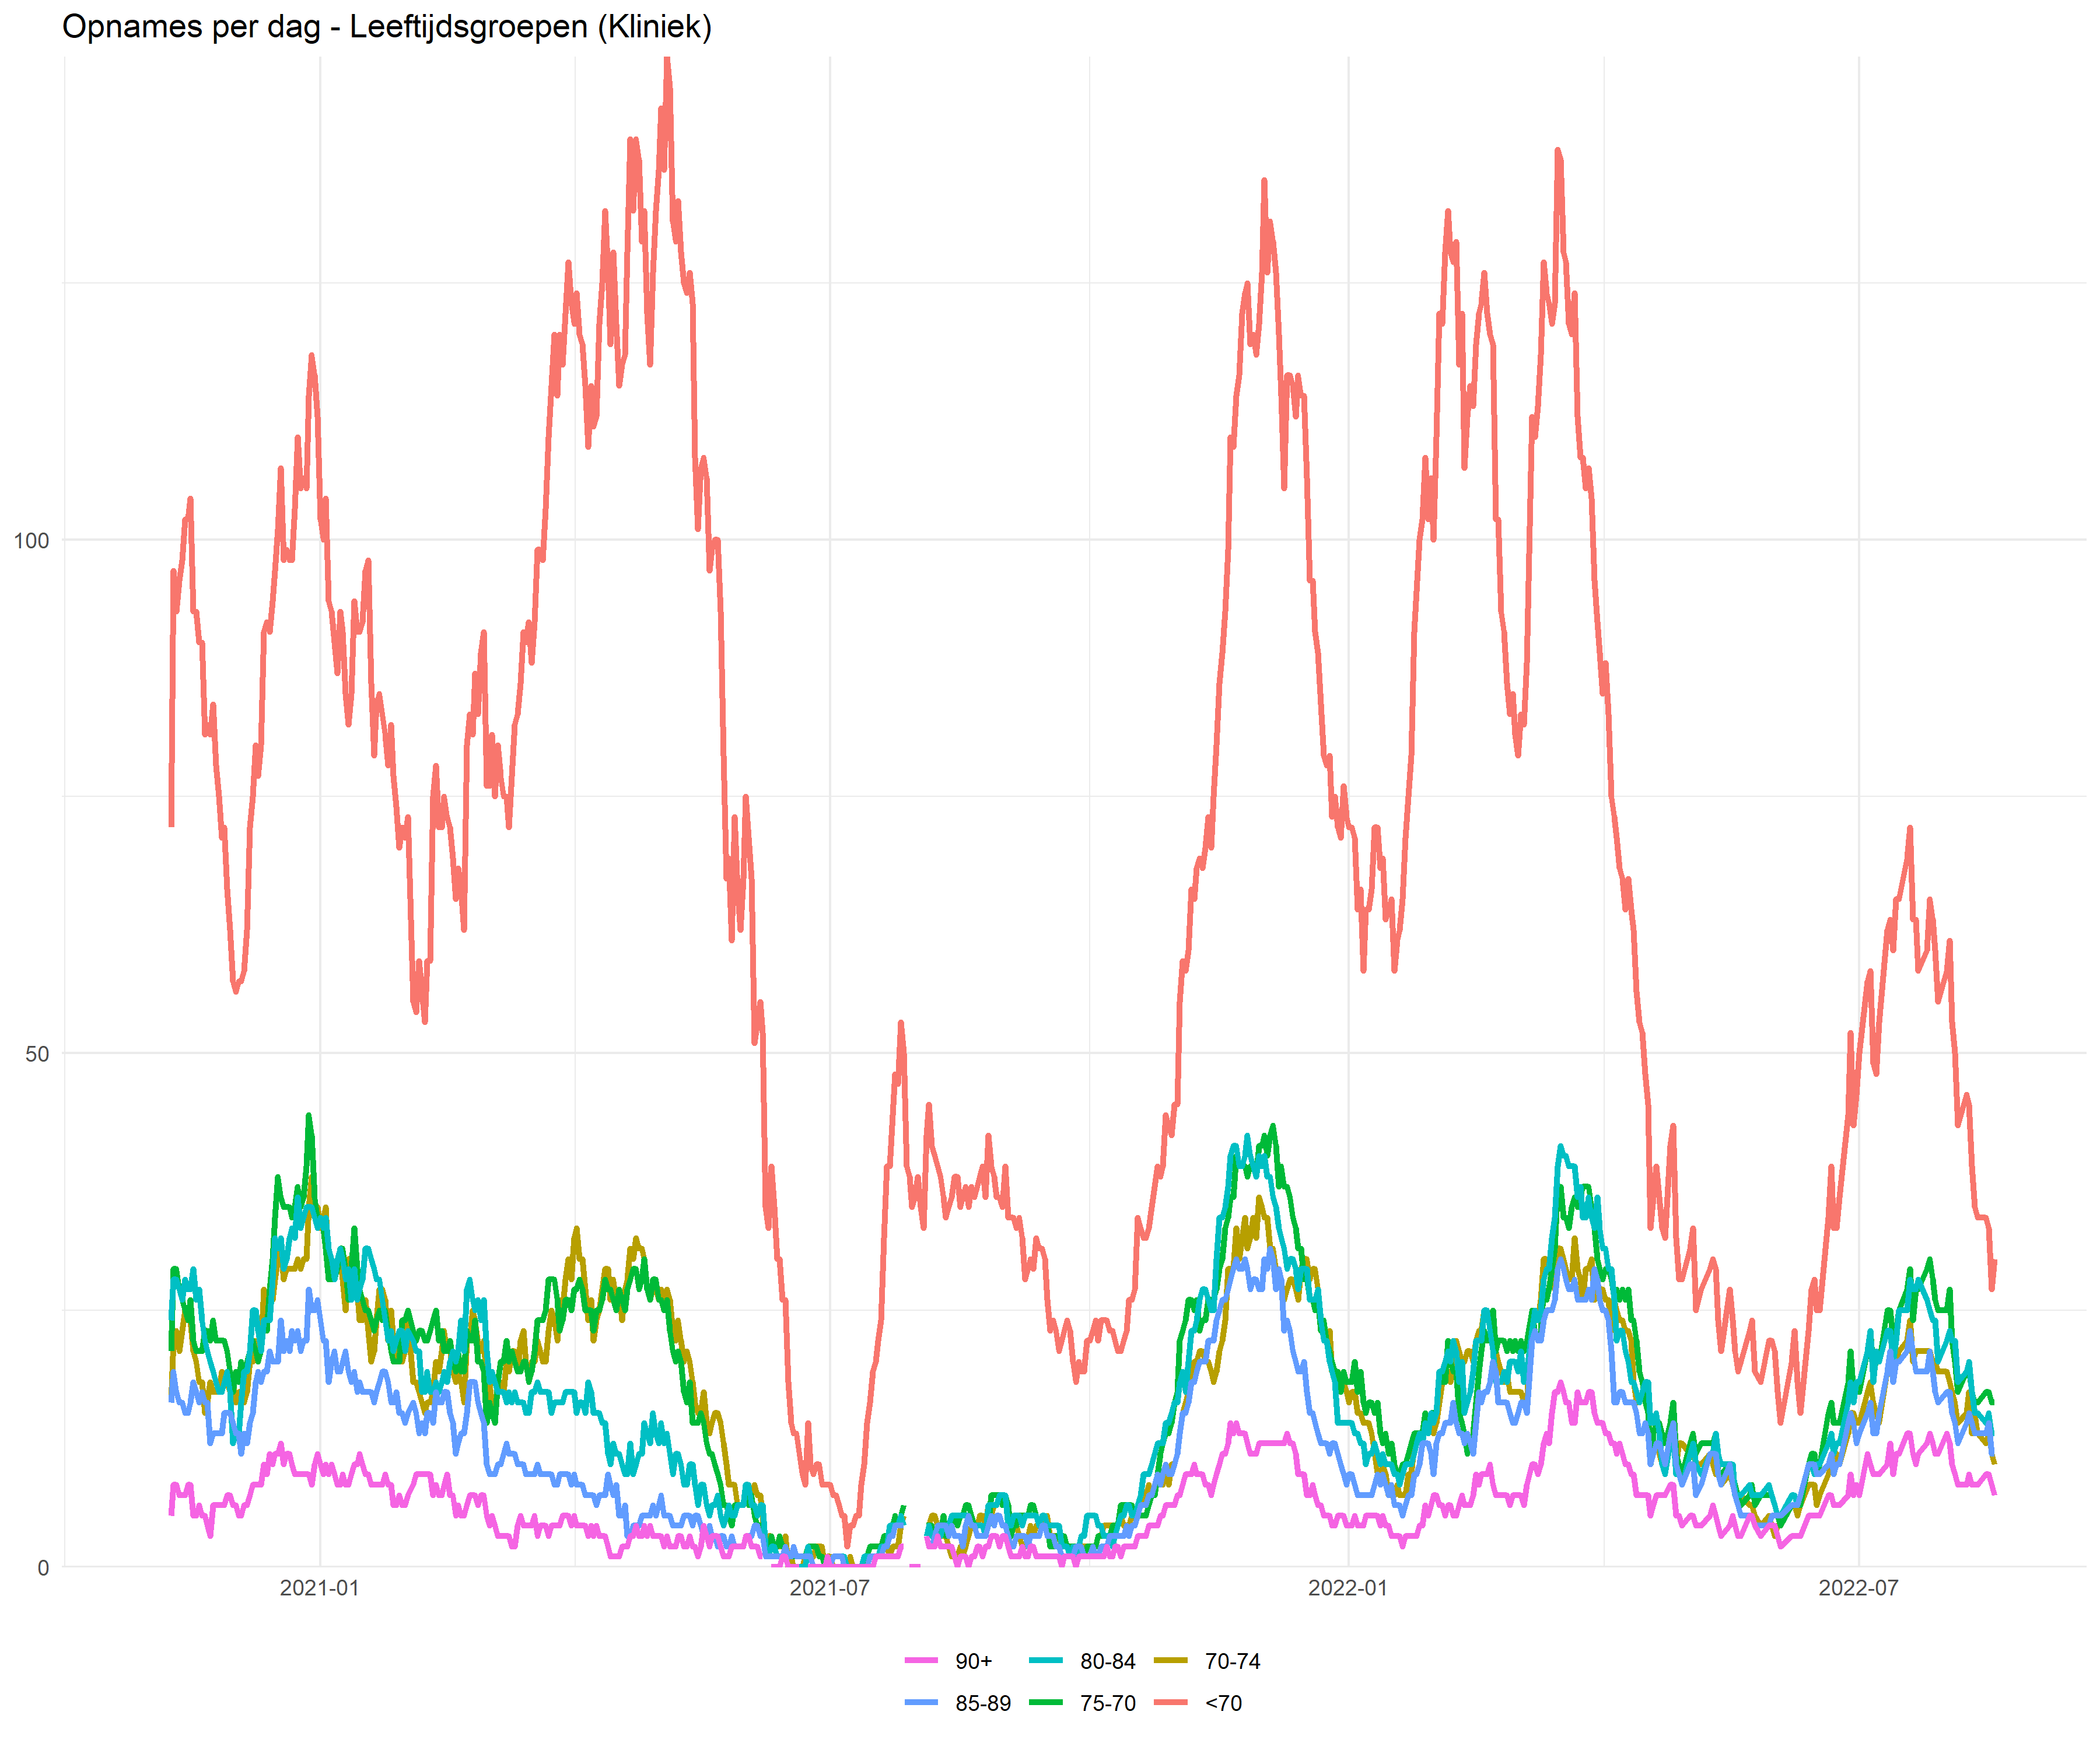 Opnames per dag - Leeftijdsgroepen (Kliniek)
100
50
0
2021-01 2021-07 2022-01 2022-07
90+ 80-84 70-74
85-89 75-70 <70